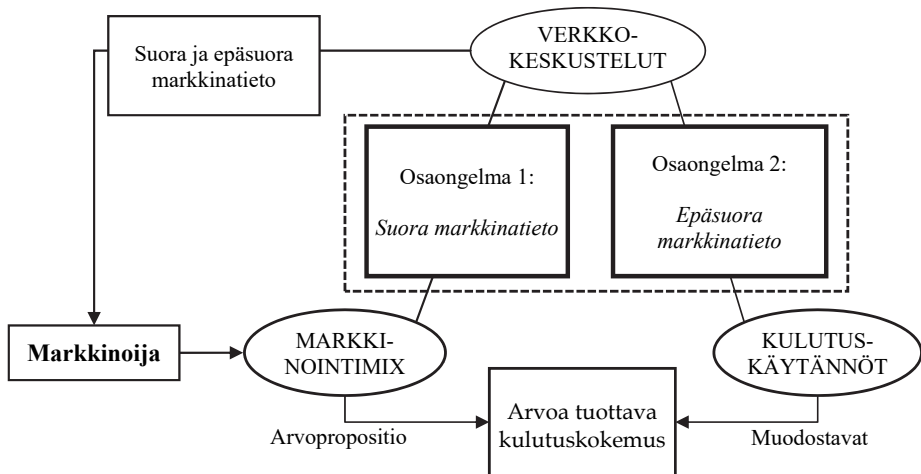 VERKKO-
KESKUSTELUT
Suora ja epäsuora
markkinatieto
Osaongelma 1:
Suora markkinatieto
Osaongelma 2:
Epäsuora
markkinatieto
Markkinoija
MARKKI-
NOINTIMIX
KULUTUS-
KÄYTÄNNÖT
Arvopropositio
Arvoa tuottava
kulutuskokemus
Muodostavat